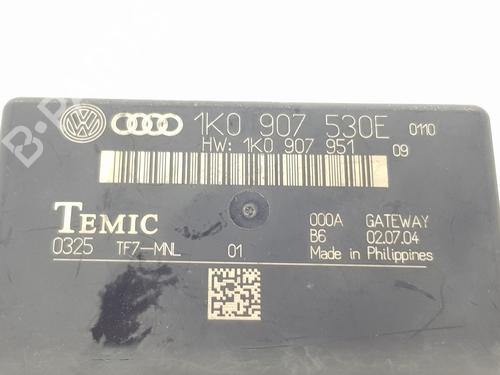 1K0 907 530E 0110
HW: 1K0 907 951 09
TEMIC 000A GATEWAY
B6 02.07.04
0325 TF7-MNL 01 Made in Philippines
B-Parts